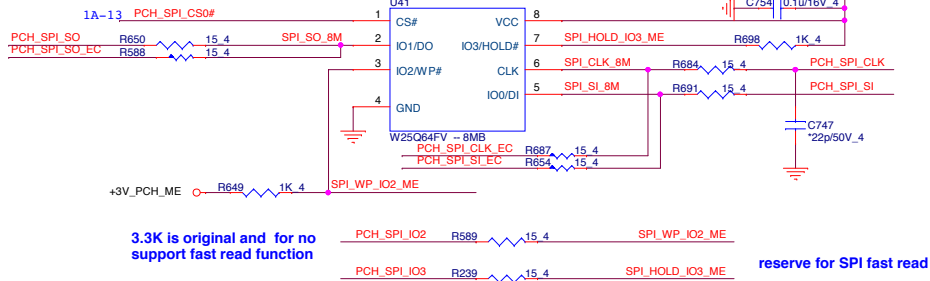 U41
C754 0.1u/16V_4
1A-13 PCH_SPI_CS0#
1 CS# VCC 8
PCH_SPI_SO R650 15_4 SPI_SO_8M 2 IO1/DO IO3/HOLD# 7 SPI_HOLD_IO3_ME R698 1K_4
PCH_SPI_SO_EC R588 15_4
3 IO2/WP# CLK 6 SPI_CLK_8M R684 15_4 PCH_SPI_CLK
IO0/DI 5 SPI_SI_8M R691 15_4 PCH_SPI_SI
4 GND
C747
*22p/50V_4
W25Q64FV -- 8MB
PCH_SPI_CLK_EC R687 15_4
PCH_SPI_SI_EC R654 15_4
+3V_PCH_ME R649 1K_4 SPI_WP_IO2_ME
3.3K is original and for no
support fast read function
PCH_SPI_IO2 R589 15_4 SPI_WP_IO2_ME
PCH_SPI_IO3 R239 15_4 SPI_HOLD_IO3_ME
reserve for SPI fast read